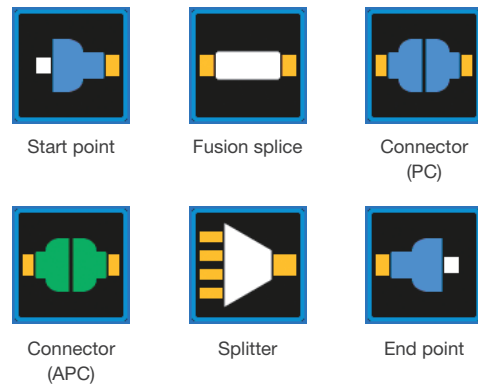 Start point
Fusion splice
Connector
(PC)
Connector
(APC)
Splitter
End point